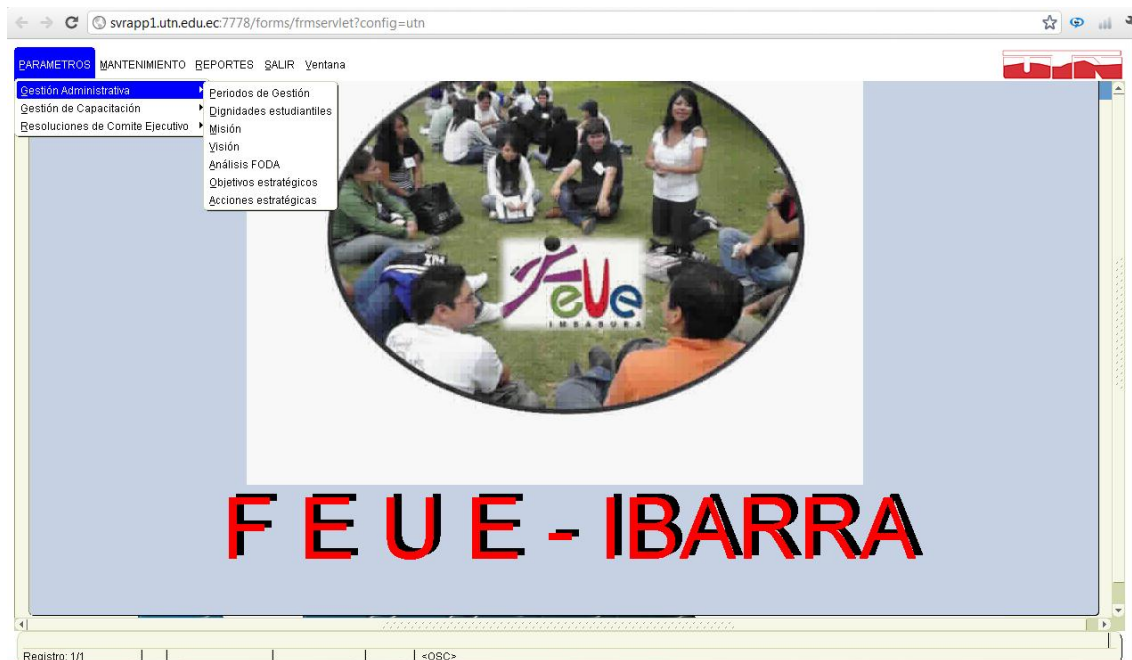 svrapp1.utn.edu.ec:7778/forms/frmservlet?config=utn
PARAMETROS MANTENIMIENTO REPORTES SALIR Ventana
Gestión Administrativa
Gestión de Capacitación
Resoluciones de Comite Ejecutivo
Periodos de Gestión
Dignidades estudiantiles
Misión
Visión
Análisis FODA
Objetivos estratégicos
Acciones estratégicas
FeUe
IMBABURA
F E U E - IBARRA
Registro: 1/1 <OSC>